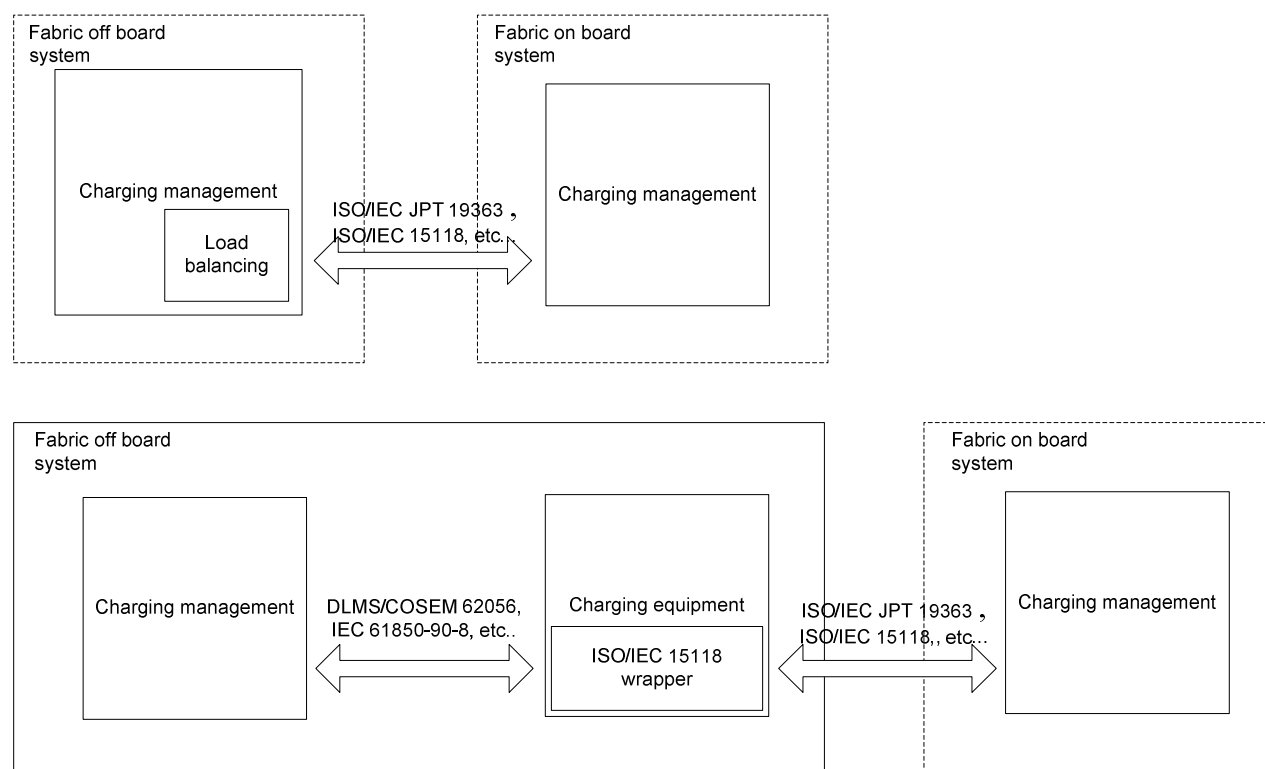 Fabric off board
system
Charging management
Load
balancing
ISO/IEC JPT 19363 ，
ISO/IEC 15118, etc...
Fabric on board
system
Charging management
Fabric off board
system
Charging management
DLMS/COSEM 62056,
IEC 61850-90-8, etc..
Charging equipment
ISO/IEC 15118
wrapper
ISO/IEC JPT 19363 ，
ISO/IEC 15118,, etc...
Fabric on board
system
Charging management